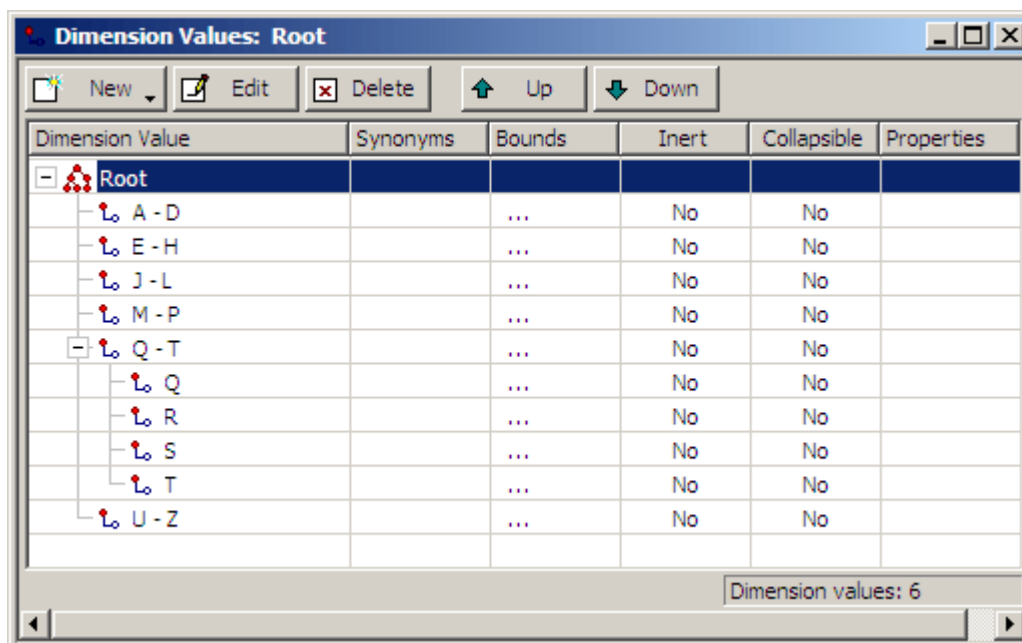 Dimension Values: Root
New Edit Delete Up Down
Dimension Value Synonyms Bounds Inert Collapsible Properties
Root
A - D ... No No
E - H ... No No
J - L ... No No
M - P ... No No
Q - T ... No No
Q ... No No
R ... No No
S ... No No
T ... No No
U - Z ... No No
Dimension values: 6